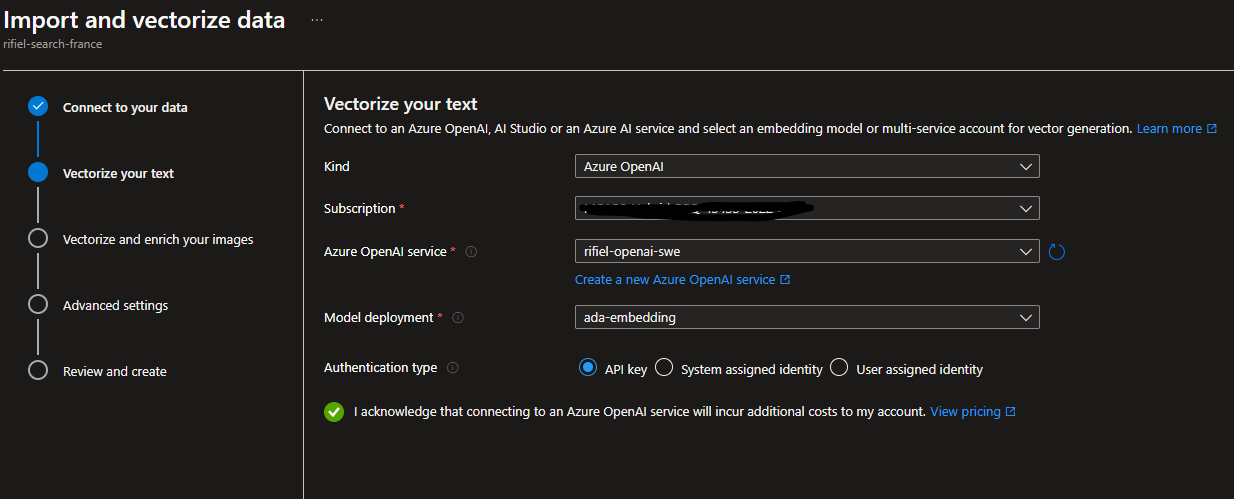 Import and vectorize data ...
rifiel-search-france
Connect to your data
Vectorize your text
Vectorize and enrich your images
Advanced settings
Review and create
Vectorize your text
Connect to an Azure OpenAI, AI Studio or an Azure AI service and select an embedding model or multi-service account for vector generation. Learn more
Kind
Azure OpenAI
Subscription *
Azure OpenAI service *
rifiel-openai-swe
Create a new Azure OpenAI service
Model deployment *
ada-embedding
Authentication type
API key
System assigned identity
User assigned identity
I acknowledge that connecting to an Azure OpenAI service will incur additional costs to my account. View pricing